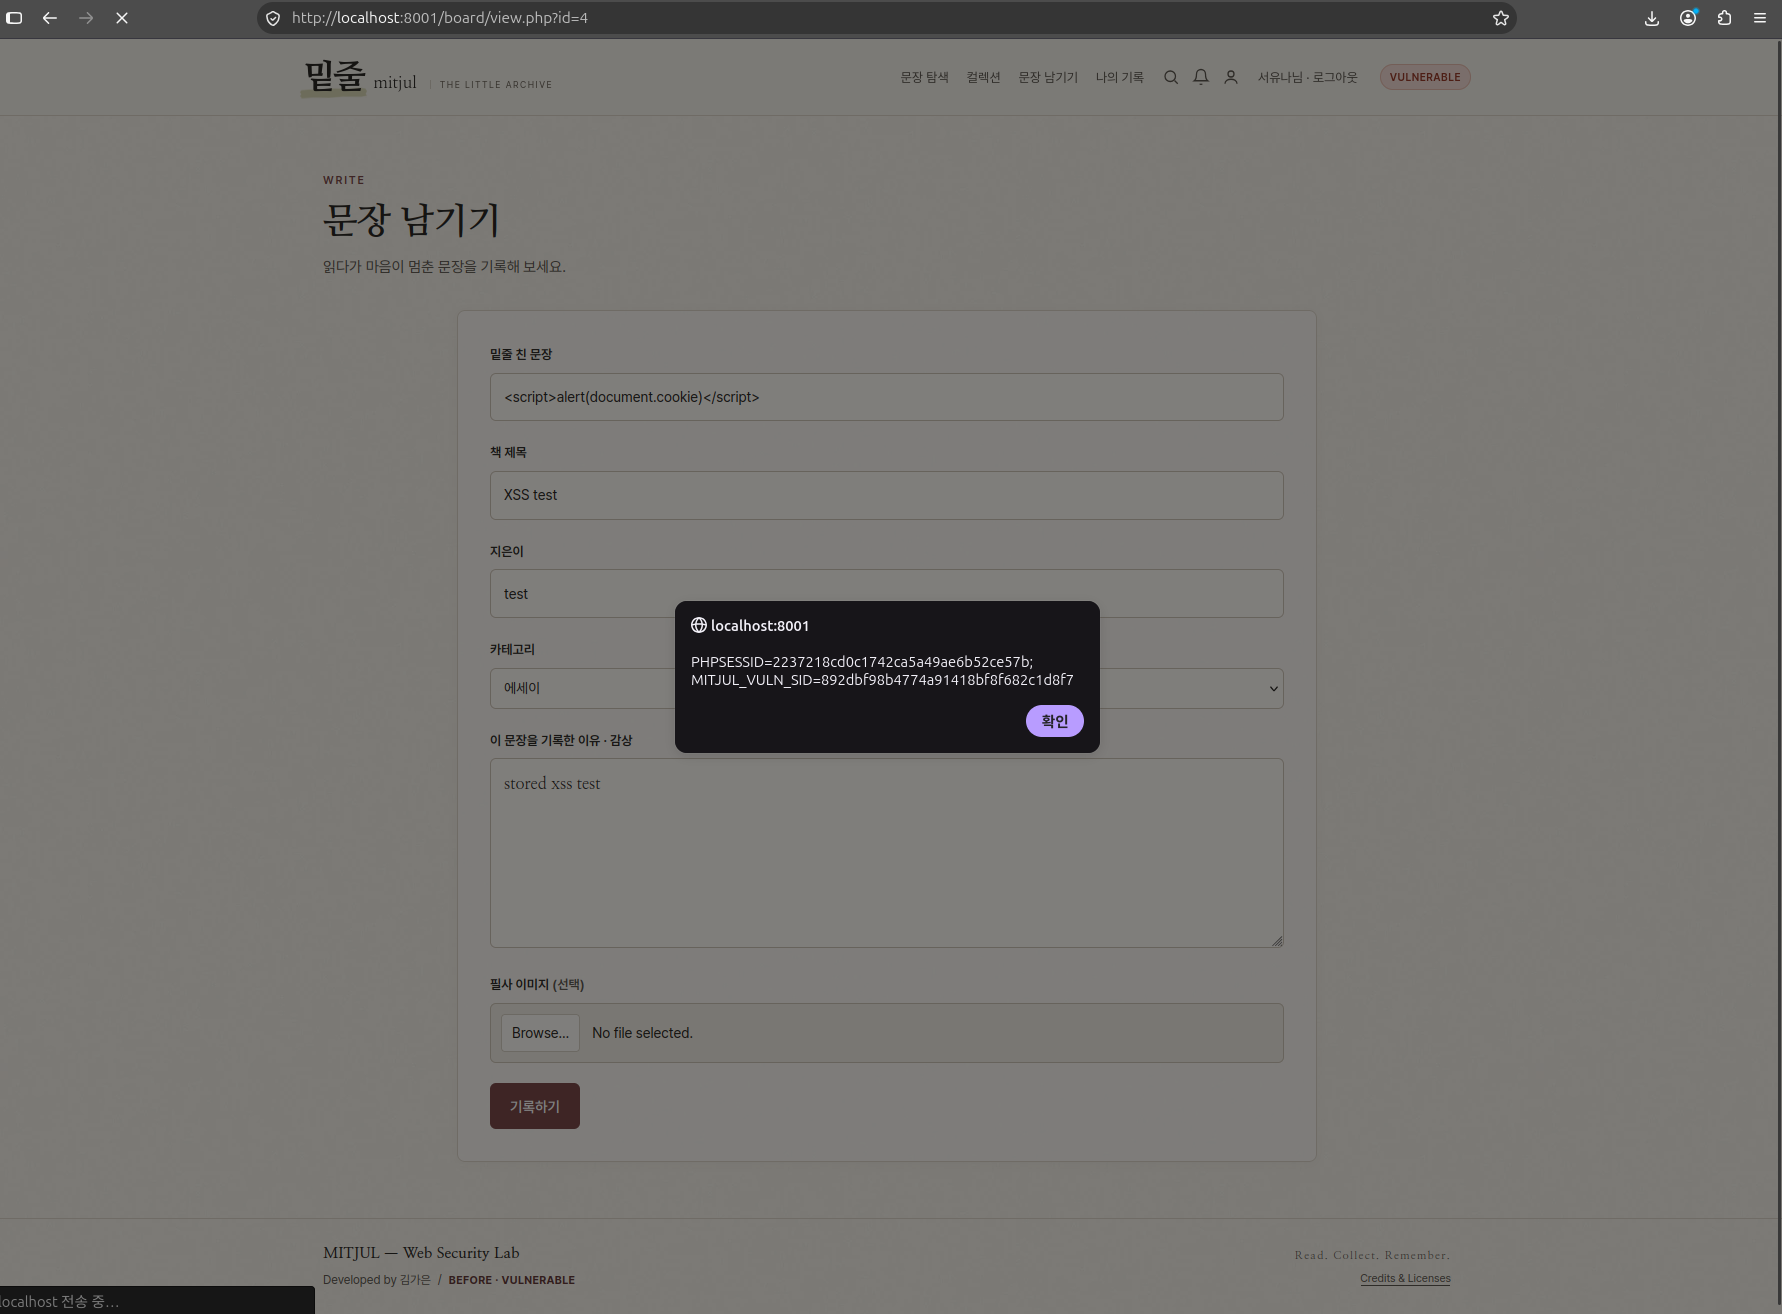 http://localhost:8001/board/view.php?id=4
밑줄 mitjul THE LITTLE ARCHIVE
문장 탐색 컬렉션 문장 남기기 나의 기록 서유나님 · 로그아웃 VULNERABLE
WRITE
문장 남기기
읽다가 마음이 멈춘 문장을 기록해 보세요.
밑줄 친 문장
<script>alert(document.cookie)</script>
책 제목
XSS test
지은이
test
카테고리
에세이
localhost:8001
PHPSESSID=2237218cd0c1742ca5a49ae6b52ce57b;
MITJUL_VULN_SID=892dbf98b4774a91418bf8f682c1d8f7
확인
이 문장을 기록한 이유 · 감상
stored xss test
필사 이미지 (선택)
Browse... No file selected.
기록하기
MITJUL — Web Security Lab
Developed by 김가은 / BEFORE · VULNERABLE
Read. Collect. Remember.
Credits & Licenses
localhost 전송 중...